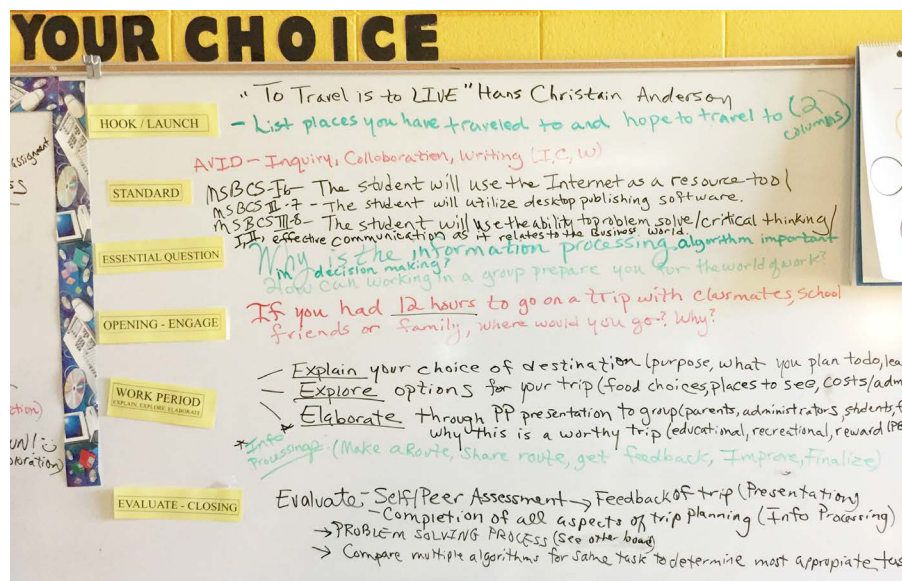 YOUR CHOICE
"To Travel is to LIVE" Hans Christain Anderson
HOOK / LAUNCH
- List places you have traveled to and hope to travel to (2 columns)
AVID - Inquiry, Colloboration, Writing (I, C, W)
STANDARD
MSBCS-I-6- The student will use the Internet as a resource tool
MSBCS II-7 - The student will utilize desktop publishing software.
MSBCS III-8- The student will use the ability to problem solve/critical thinking/
I.T., effective communication as it relates to the Business world.
ESSENTIAL QUESTION
Why is the information processing algorithm important
in decision making?
How can working in a group prepare you for the world of work?
OPENING - ENGAGE
If you had 12 hours to go on a trip with classmates, school
friends or family, where would you go? Why?
WORK PERIOD
EXPLAIN, EXPLORE, ELABORATE
- Explain your choice of destination (purpose, what you plan to do, lea
- Explore options for your trip (food choices, places to see, costs/adm
- Elaborate through PP presentation to group (parents, administrators, students, f
why this is a worthy trip (educational, recreational, reward (PB
*Info Processing: (Make a Route, share route, get feedback, Improve, Finalize)
EVALUATE - CLOSING
Evaluate - Self/Peer Assessment → Feedback of trip (Presentation)
- Completion of all aspects of trip planning (Info Processing)
→ PROBLEM SOLVING PROCESS (See other board)
→ Compare multiple algorithms for same task to determine most appropiate tas